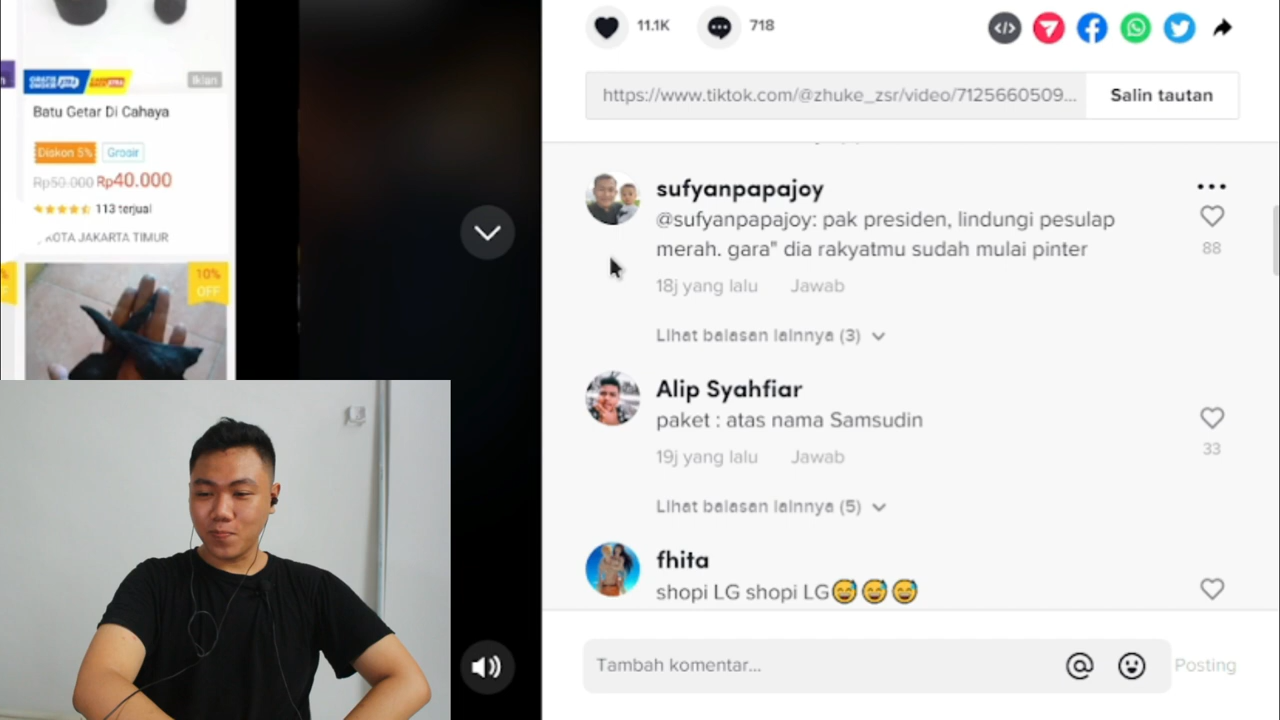 11.1K
718
https://www.tiktok.com/@zhuke_zsr/video/7125660509...
Salin tautan
Iklan
Batu Getar Di Cahaya
Diskon 5%
Grosir
Rp50.000 Rp40.000
113 terjual
KOTA JAKARTA TIMUR
10%
OFF
sufyanpapajoy
@sufyanpapajoy: pak presiden, lindungi pesulap
merah. gara" dia rakyatmu sudah mulai pinter
88
18j yang lalu
Jawab
Lihat balasan lainnya (3)
Alip Syahfiar
paket : atas nama Samsudin
33
19j yang lalu
Jawab
Lihat balasan lainnya (5)
fhita
shopi LG shopi LG😅😅😅
Tambah komentar...
Posting